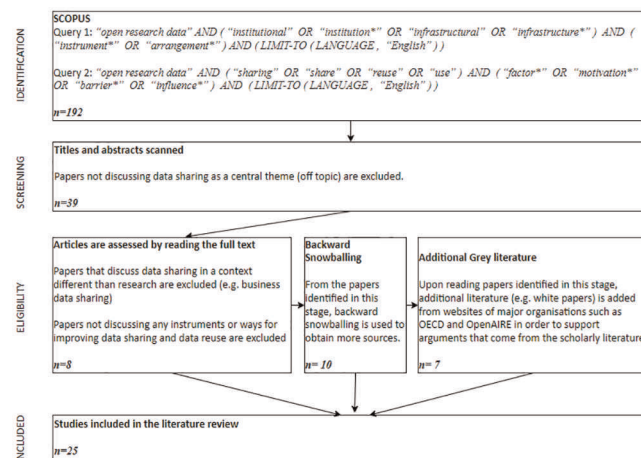 IDENTIFICATION
SCOPUS
Query 1: "open research data" AND ( "institutional" OR "institution*" OR "infrastructural" OR "infrastructure*" ) AND (
"instrument*" OR "arrangement*" ) AND ( LIMIT-TO ( LANGUAGE , "English" ) )
Query 2: "open research data" AND ( "sharing" OR "share" OR "reuse" OR "use" ) AND ( "factor*" OR "motivation*"
OR "barrier*" OR "influence*" ) AND ( LIMIT-TO ( LANGUAGE , "English" ) )
n=192
SCREENING
Titles and abstracts scanned
Papers not discussing data sharing as a central theme (off topic) are excluded.
n=39
ELIGIBILITY
Articles are assessed by reading the full text
Papers that discuss data sharing in a context
different than research are excluded (e.g. business
data sharing)
Papers not discussing any instruments or ways for
improving data sharing and data reuse are excluded
n=8
Backward
Snowballing
From the papers
identified in this
stage, backward
snowballing is used to
obtain more sources.
n= 10
Additional Grey literature
Upon reading papers identified in this stage,
additional literature (e.g. white papers) is added
from websites of major organisations such as
OECD and OpenAIRE in order to support
arguments that come from the scholarly literature
n= 7
NCLUDED
Studies included in the literature review
n=25